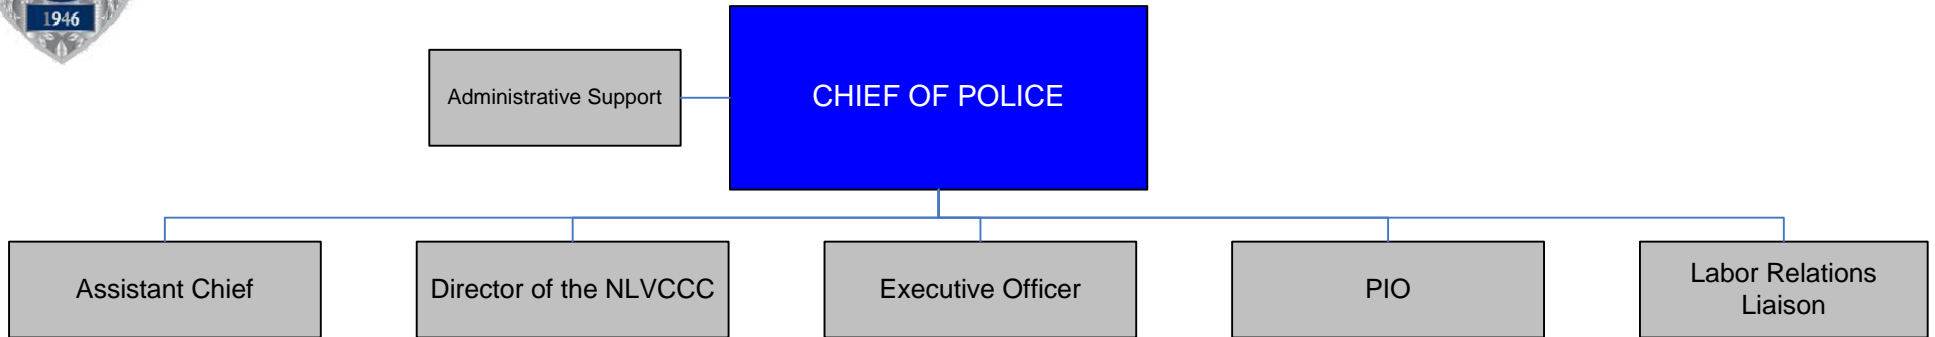 1946
Administrative Support
CHIEF OF POLICE
Assistant Chief
Director of the NLVCCC
Executive Officer
PIO
Labor Relations
Liaison